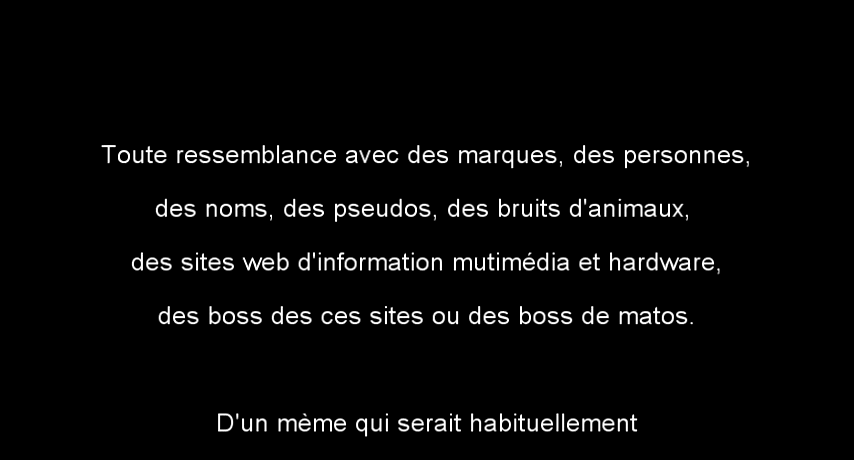 Toute ressemblance avec des marques, des personnes,
des noms, des pseudos, des bruits d'animaux,
des sites web d'information mutimédia et hardware,
des boss des ces sites ou des boss de matos.
D'un mème qui serait habituellement